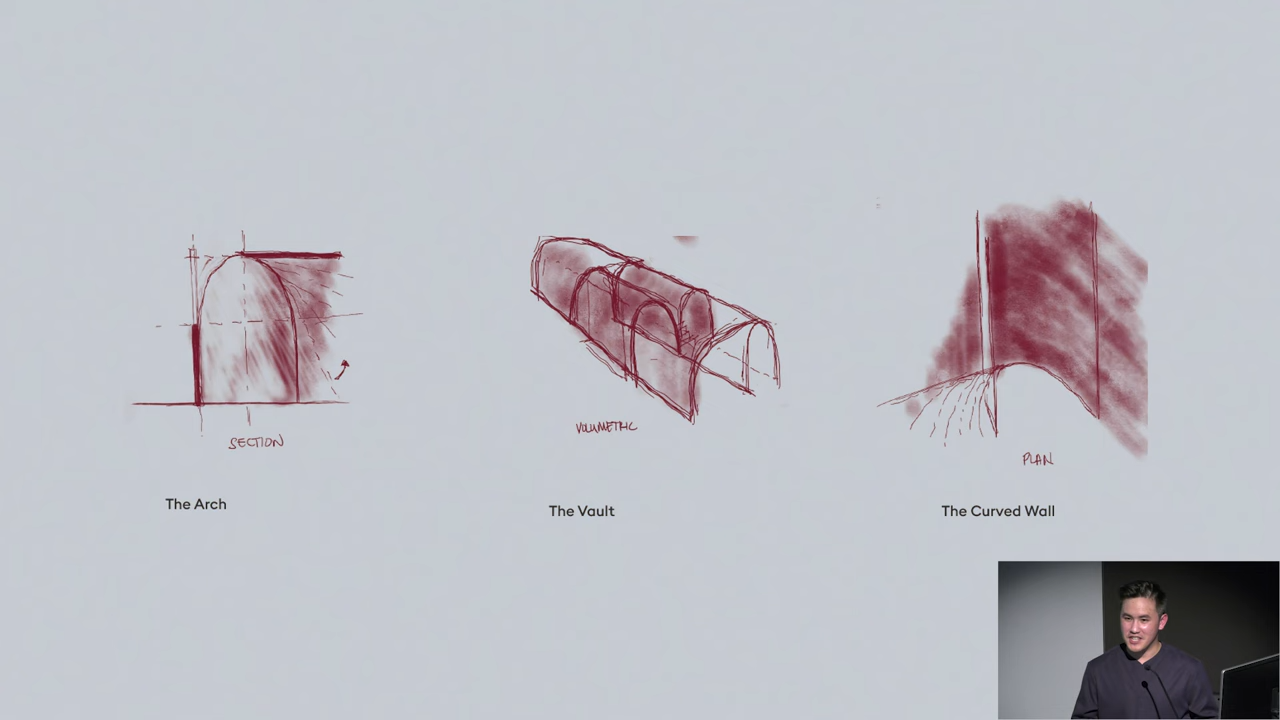 SECTION
VOLUMETRIC
PLAN
The Arch
The Vault
The Curved Wall